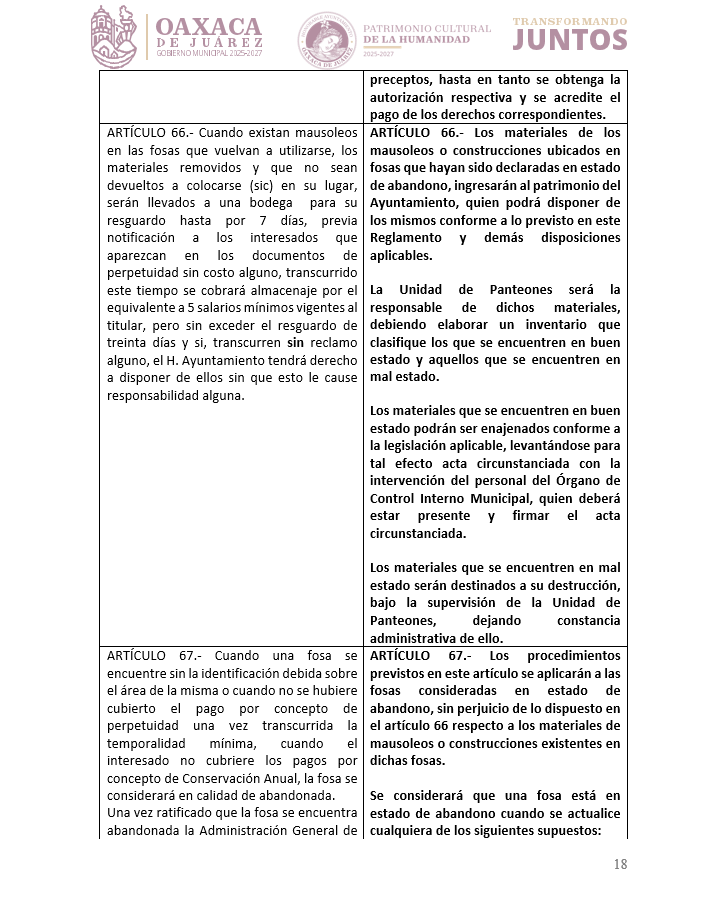 OAXACA
DE JUÁREZ
GOBIERNO MUNICIPAL 2025-2027
PATRIMONIO CULTURAL
DE LA HUMANIDAD
2025-2027
TRANSFORMANDO
JUNTOS
preceptos, hasta en tanto se obtenga la
autorización respectiva y se acredite el
pago de los derechos correspondientes.
ARTÍCULO 66.- Cuando existan mausoleos
en las fosas que vuelvan a utilizarse, los
materiales removidos y que no sean
devueltos a colocarse (sic) en su lugar,
serán llevados a una bodega para su
resguardo hasta por 7 días, previa
notificación a los interesados que
aparezcan en los documentos de
perpetuidad sin costo alguno, transcurrido
este tiempo se cobrará almacenaje por el
equivalente a 5 salarios mínimos vigentes al
titular, pero sin exceder el resguardo de
treinta días y si, transcurren sin reclamo
alguno, el H. Ayuntamiento tendrá derecho
a disponer de ellos sin que esto le cause
responsabilidad alguna.
ARTÍCULO 66.- Los materiales de los
mausoleos o construcciones ubicados en
fosas que hayan sido declaradas en estado
de abandono, ingresarán al patrimonio del
Ayuntamiento, quien podrá disponer de
los mismos conforme a lo previsto en este
Reglamento y demás disposiciones
aplicables.
La Unidad de Panteones será la
responsable de dichos materiales,
debiendo elaborar un inventario que
clasifique los que se encuentren en buen
estado y aquellos que se encuentren en
mal estado.
Los materiales que se encuentren en buen
estado podrán ser enajenados conforme a
la legislación aplicable, levantándose para
tal efecto acta circunstanciada con la
intervención del personal del Órgano de
Control Interno Municipal, quien deberá
estar presente y firmar el acta
circunstanciada.
Los materiales que se encuentren en mal
estado serán destinados a su destrucción,
bajo la supervisión de la Unidad de
Panteones, dejando constancia
administrativa de ello.
ARTÍCULO 67.- Cuando una fosa se
encuentre sin la identificación debida sobre
el área de la misma o cuando no se hubiere
cubierto el pago por concepto de
perpetuidad una vez transcurrida la
temporalidad mínima, cuando el
interesado no cubriere los pagos por
concepto de Conservación Anual, la fosa se
considerará en calidad de abandonada.
Una vez ratificado que la fosa se encuentra
abandonada la Administración General de
ARTÍCULO 67.- Los procedimientos
previstos en este artículo se aplicarán a las
fosas consideradas en estado de
abandono, sin perjuicio de lo dispuesto en
el artículo 66 respecto a los materiales de
mausoleos o construcciones existentes en
dichas fosas.
Se considerará que una fosa está en
estado de abandono cuando se actualice
cualquiera de los siguientes supuestos:
18